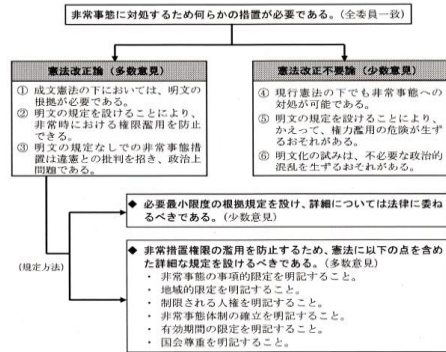 非常事態に対処するため何らかの措置が必要である。(全委員一致)
憲法改正論(多数意見)
① 成文憲法の下においては、明文の
根拠が必要である。
② 明文の規定を設けることにより、
非常時における権限濫用を防止
できる。
③ 明文の規定なしでの非常事態
措置は違憲との批判を招き、政治上
問題である。
憲法改正不要論(少数意見)
④ 現行憲法の下でも非常事態への
対処が可能である。
⑤ 明文の規定を設けることにより、
かえって、権力濫用の危険が生ず
るおそれがある。
⑥ 明文化の試みは、不必要な政治的
混乱を生ずるおそれがある。
(規定方法)
◆ 必要最小限度の根拠規定を設け、詳細については法律に委ね
るべきである。(少数意見)
◆ 非常措置権限の濫用を防止するため、憲法に以下の点を含め
た詳細な規定を設けるべきである。(多数意見)
・ 非常事態の事項的限定を明記すること。
・ 地域的限定を明記すること。
・ 制限される人権を明記すること。
・ 非常事態体制の確立を明記すること。
・ 有効期間の限定を明記すること。
・ 国会尊重を明記すること。